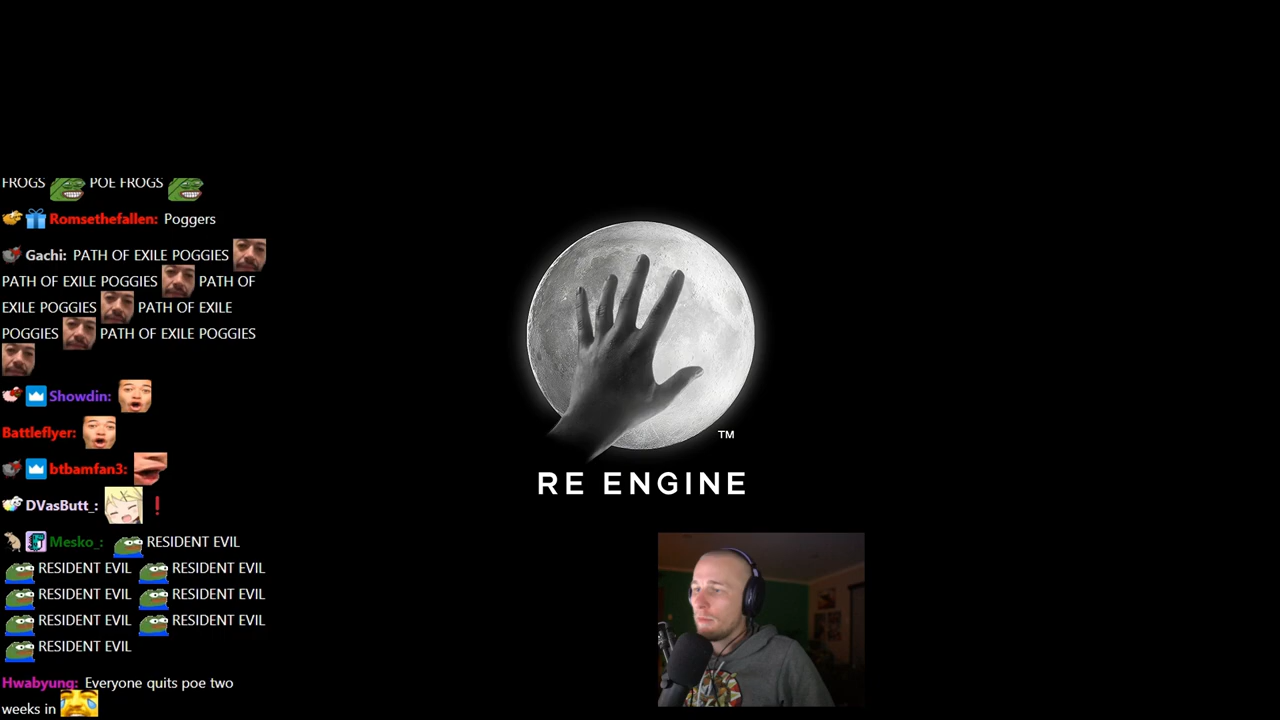 FROGS POE FROGS
Romsethefallen: Poggers
Gachi: PATH OF EXILE POGGIES
PATH OF EXILE POGGIES PATH OF
EXILE POGGIES PATH OF EXILE
POGGIES PATH OF EXILE POGGIES
Showdin:
Battleflyer:
btbamfan3:
DVasButt_:
Mesko_: RESIDENT EVIL
RESIDENT EVIL RESIDENT EVIL
RESIDENT EVIL RESIDENT EVIL
RESIDENT EVIL RESIDENT EVIL
RESIDENT EVIL
Hwabyung: Everyone quits poe two
weeks in
TM
RE ENGINE